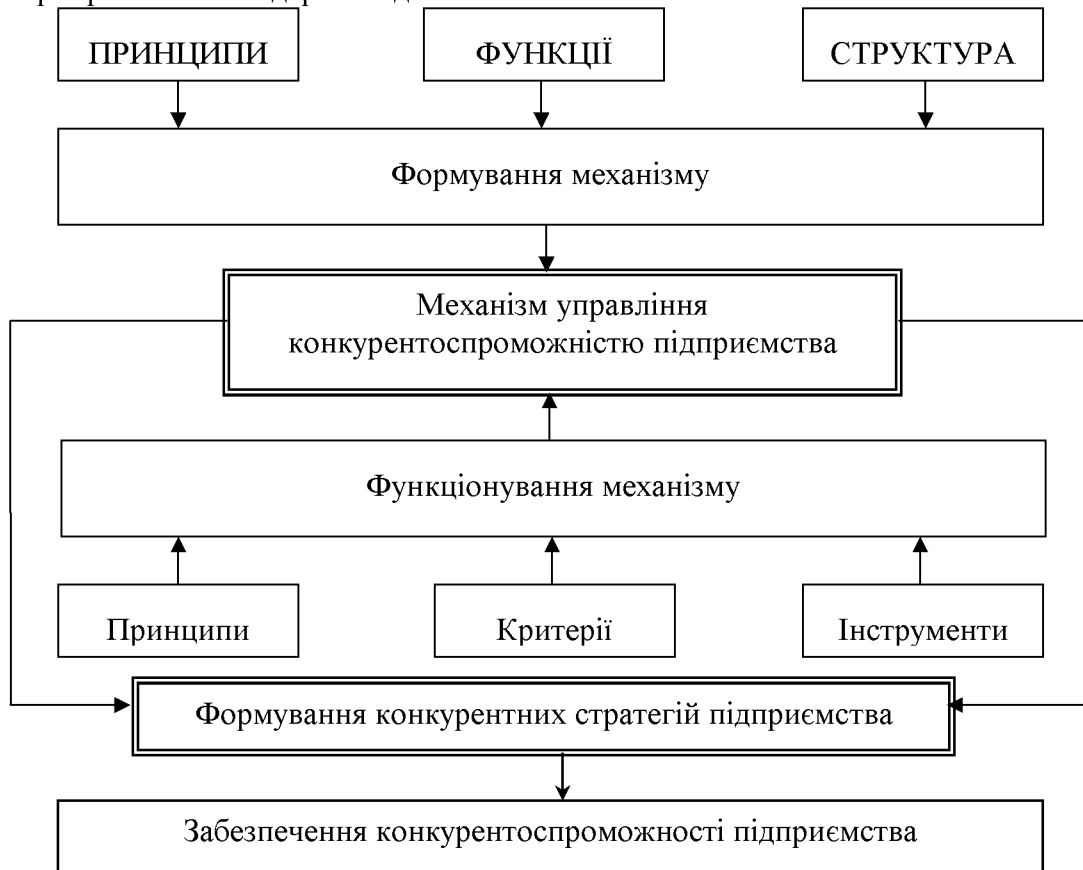 ПРИНЦИПИ
ФУНКЦІЇ
СТРУКТУРА
Формування механізму
Механізм управління
конкурентоспроможністю підприємства
Функціонування механізму
Принципи
Критерії
Інструменти
Формування конкурентних стратегій підприємства
Забезпечення конкурентоспроможності підприємства